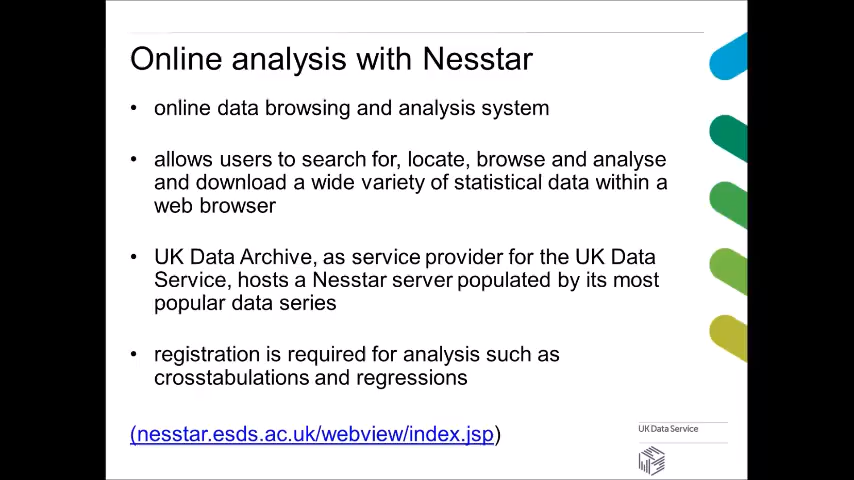 Online analysis with Nesstar
• online data browsing and analysis system
• allows users to search for, locate, browse and analyse
and download a wide variety of statistical data within a
web browser
• UK Data Archive, as service provider for the UK Data
Service, hosts a Nesstar server populated by its most
popular data series
• registration is required for analysis such as
crosstabulations and regressions
(nesstar.esds.ac.uk/webview/index.jsp)
UK Data Service